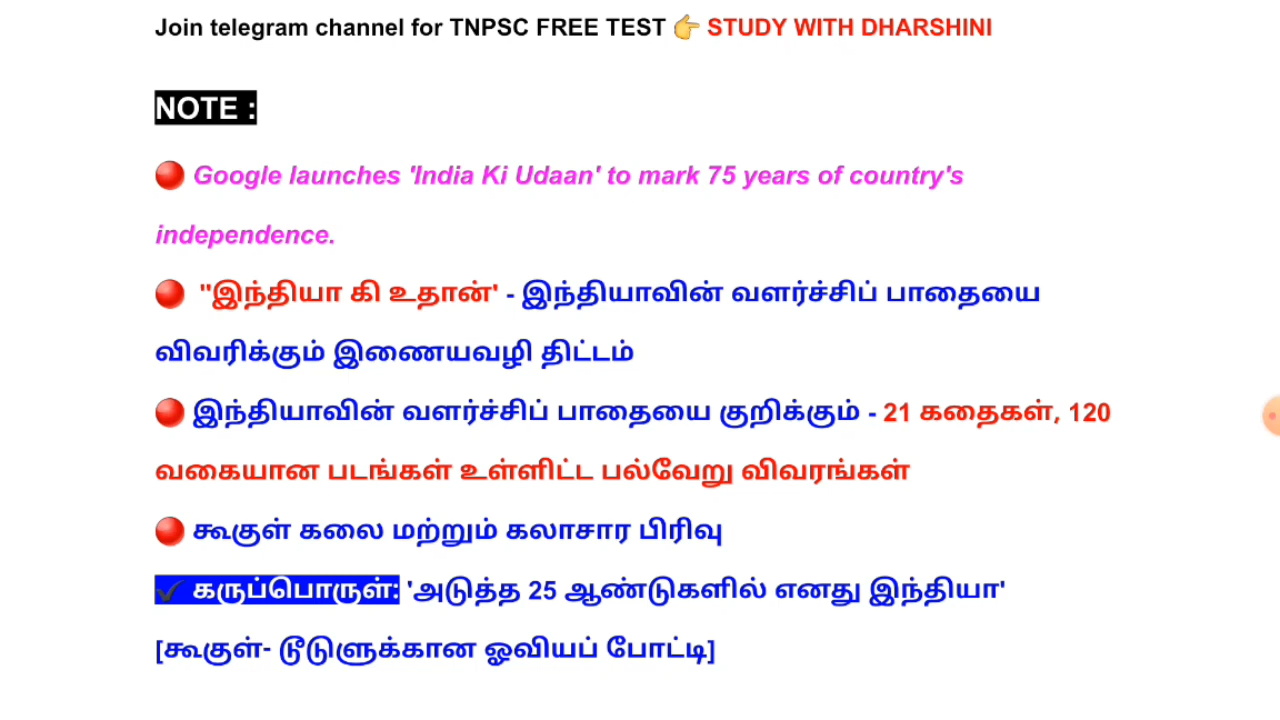 Join telegram channel for TNPSC FREE TEST 👉 STUDY WITH DHARSHINI
NOTE :
🔴 Google launches 'India Ki Udaan' to mark 75 years of country's
independence.
🔴 "இந்தியா கி உதான்' - இந்தியாவின் வளர்ச்சிப் பாதையை
விவரிக்கும் இணையவழி திட்டம்
🔴 இந்தியாவின் வளர்ச்சிப் பாதையை குறிக்கும் - 21 கதைகள், 120
வகையான படங்கள் உள்ளிட்ட பல்வேறு விவரங்கள்
🔴 கூகுள் கலை மற்றும் கலாசார பிரிவு
✔ கருப்பொருள்: 'அடுத்த 25 ஆண்டுகளில் எனது இந்தியா'
[கூகுள்- டூடுளுக்கான ஓவியப் போட்டி]